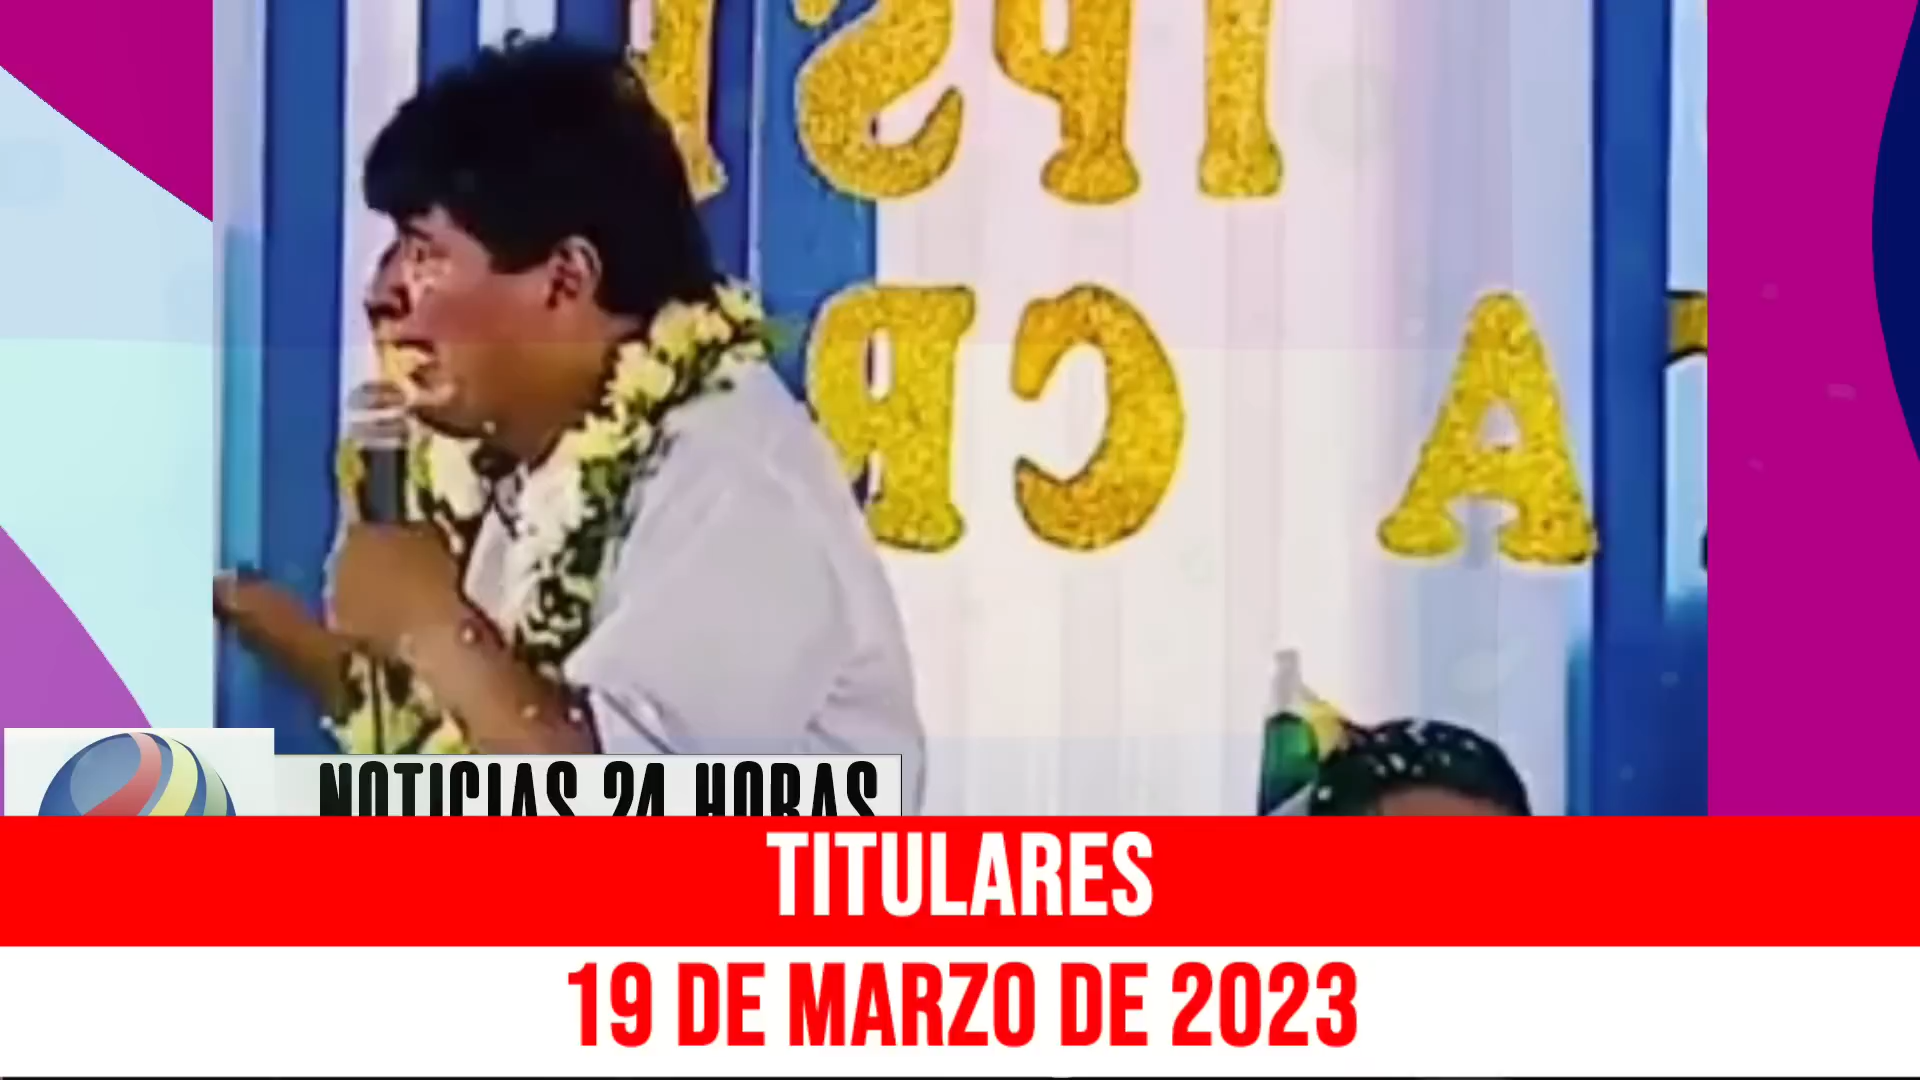 NOTICIAS 24 HORAS
TITULARES
19 DE MARZO DE 2023